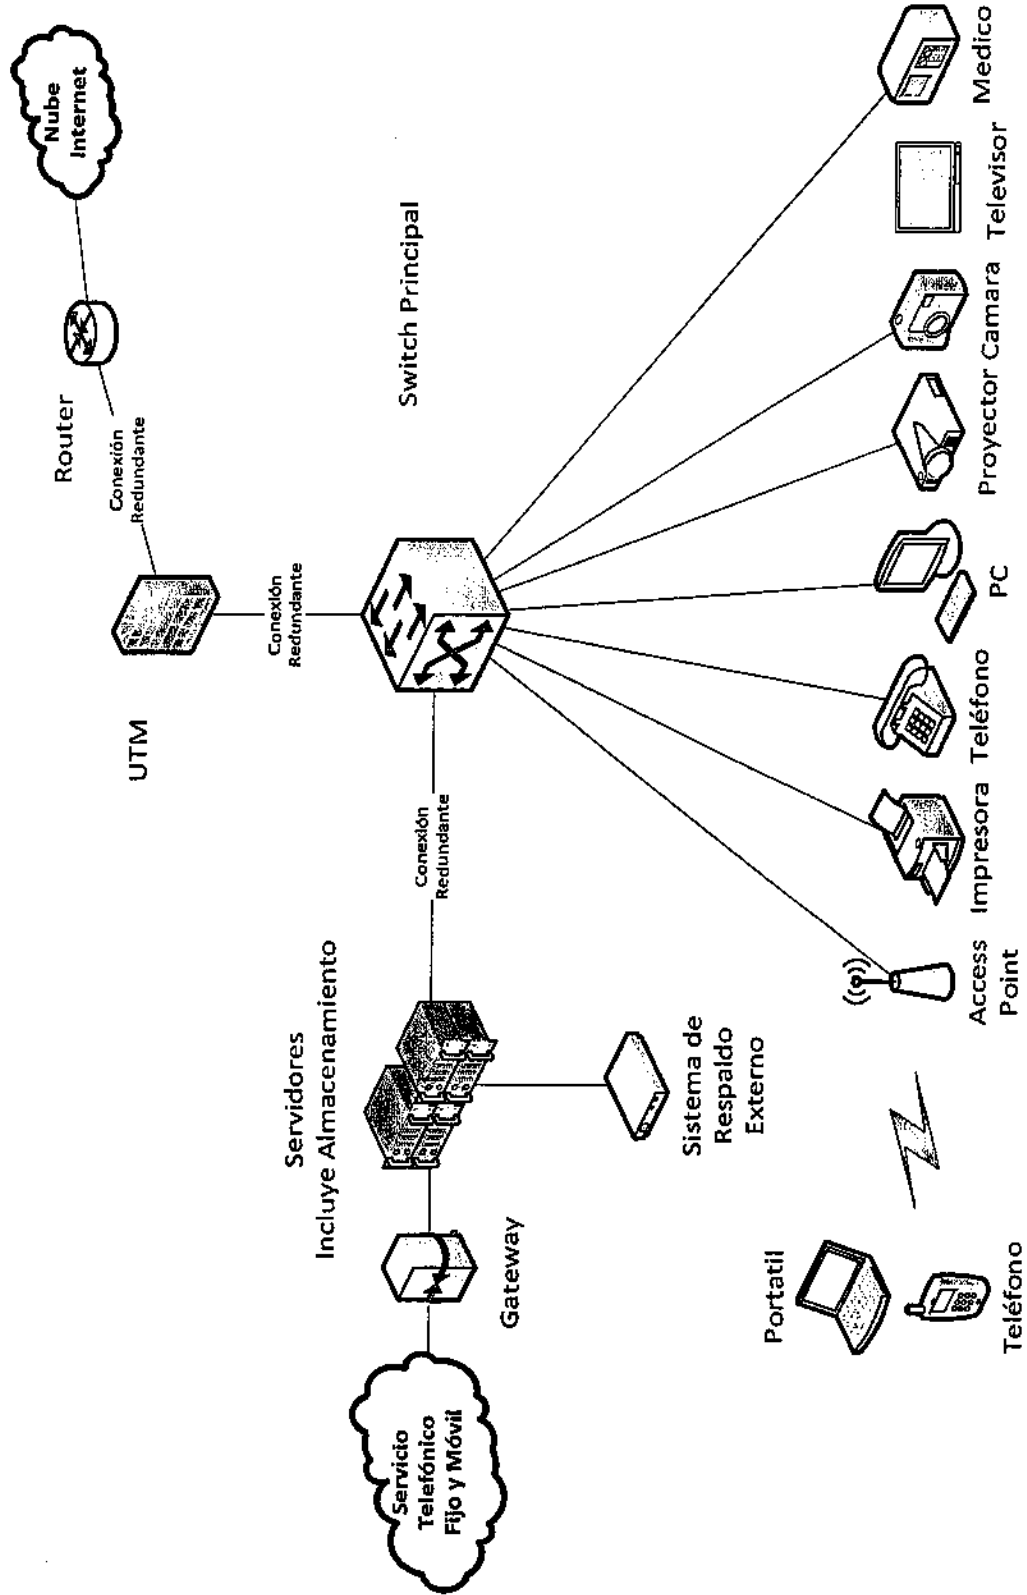 Nube
Internet
Router
Conexión
Redundante
UTM
Conexión
Redundante
Switch Principal
Servidores
Incluye Almacenamiento
Conexión
Redundante
Servicio
Telefónico
Fijo y Móvil
Gateway
Sistema de
Respaldo
Externo
Portatil
Teléfono
Access
Point
Impresora
Teléfono
PC
Proyector
Camara
Televisor
Medico